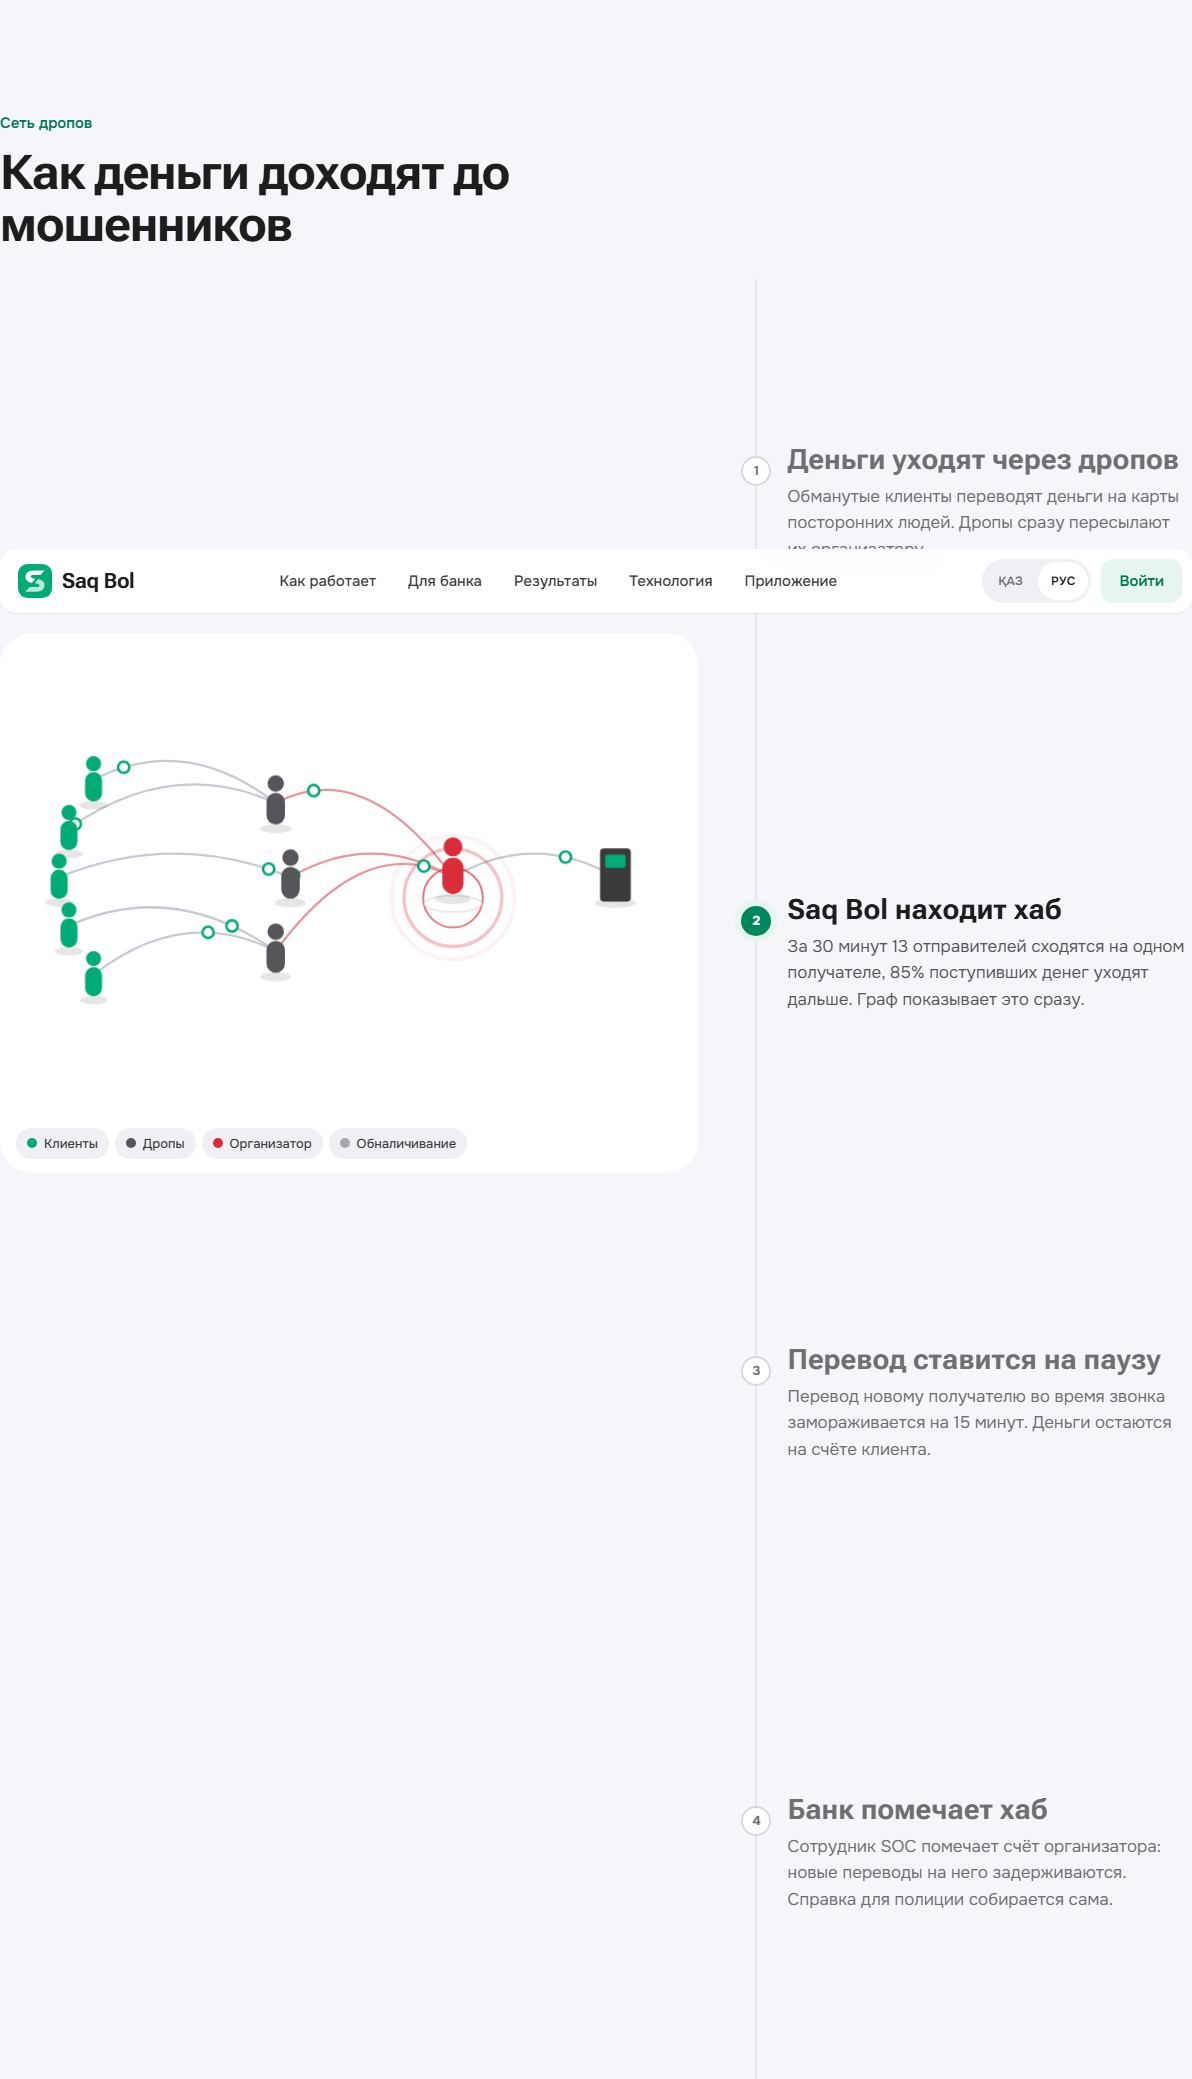 Сеть дропов
Как деньги доходят до
мошенников
1
Деньги уходят через дропов
Обманутые клиенты переводят деньги на карты
посторонних людей. Дропы сразу пересылают
их организатору.
Saq Bol
Как работает
Для банка
Результаты
Технология
Приложение
ҚАЗ
РУС
Войти
Клиенты
Дропы
Организатор
Обналичивание
2
Saq Bol находит хаб
За 30 минут 13 отправителей сходятся на одном
получателе, 85% поступивших денег уходят
дальше. Граф показывает это сразу.
3
Перевод ставится на паузу
Перевод новому получателю во время звонка
замораживается на 15 минут. Деньги остаются
на счёте клиента.
4
Банк помечает хаб
Сотрудник SOC помечает счёт организатора:
новые переводы на него задерживаются.
Справка для полиции собирается сама.